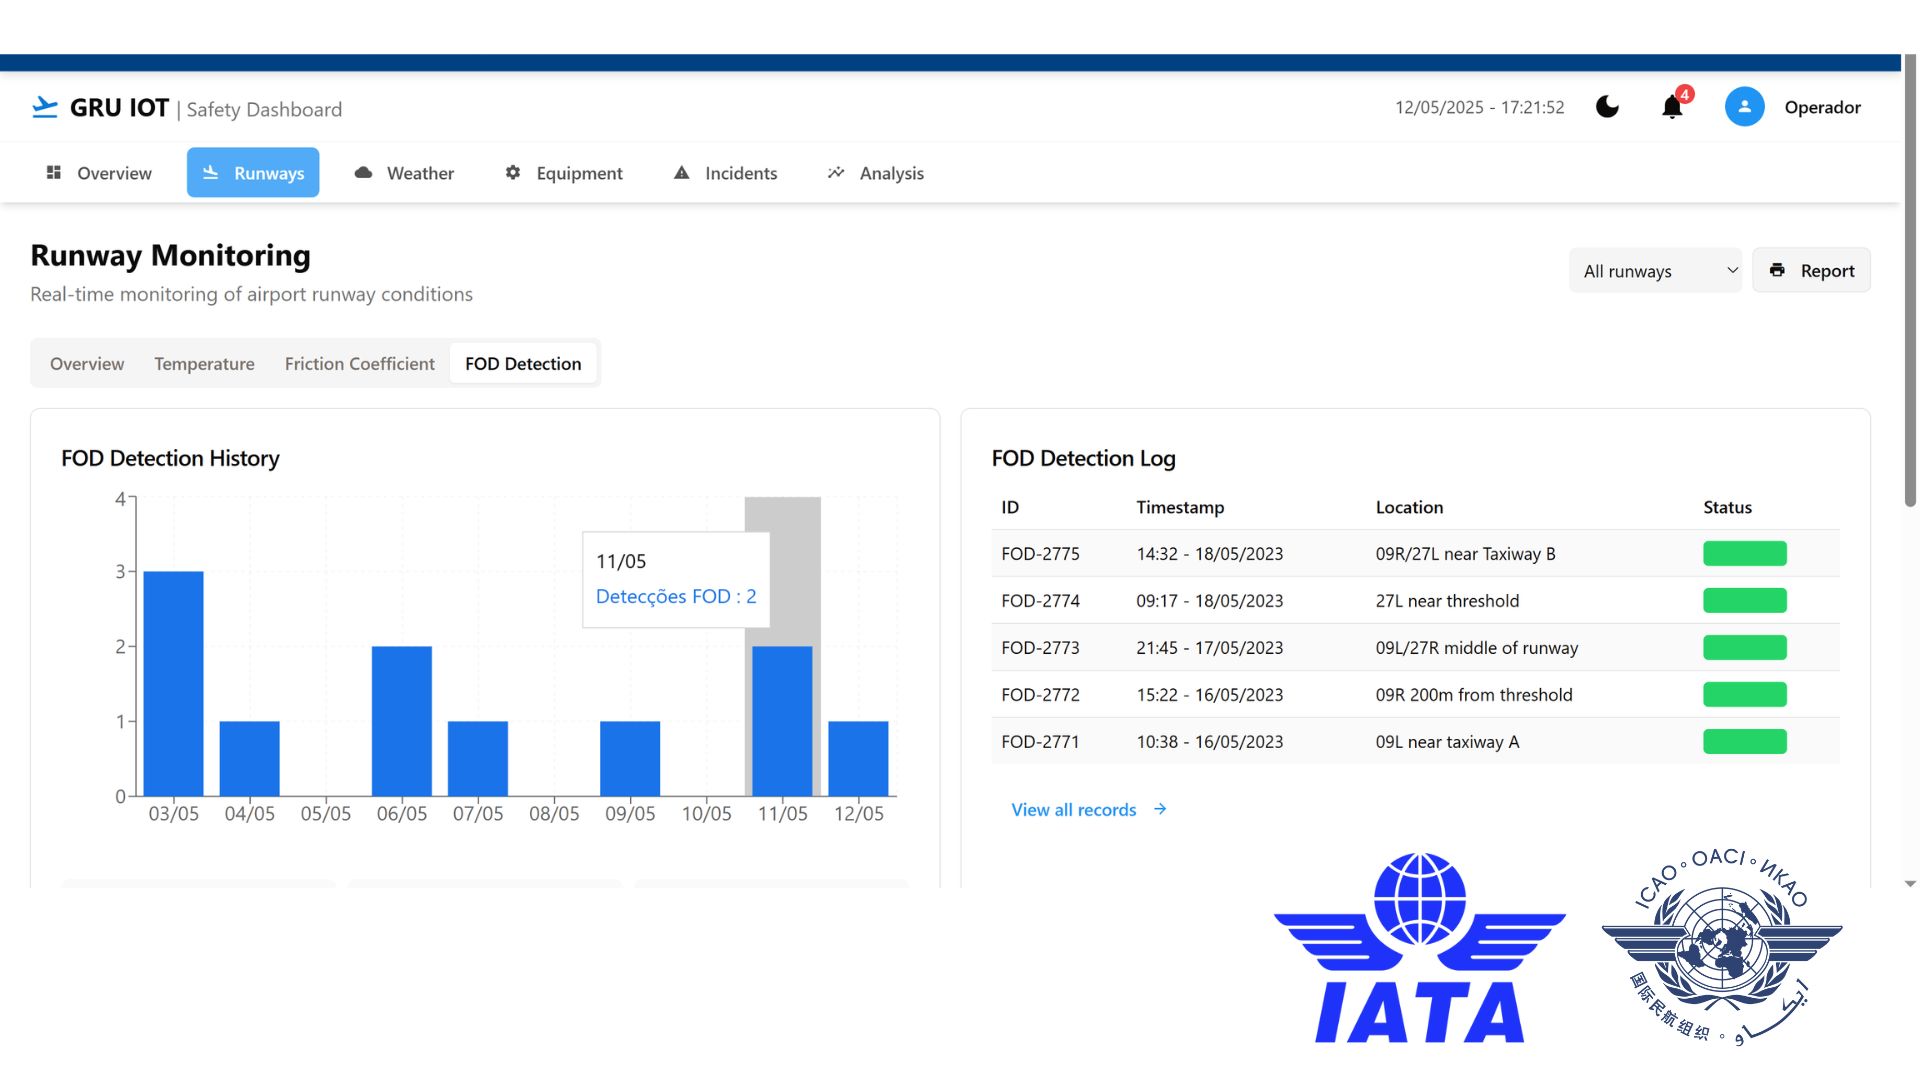 GRU IOT | Safety Dashboard
12/05/2025 - 17:21:52
4
Operador
Overview
Runways
Weather
Equipment
Incidents
Analysis
Runway Monitoring
Real-time monitoring of airport runway conditions
All runways
Report
Overview
Temperature
Friction Coefficient
FOD Detection
FOD Detection History
4
3
2
1
0
11/05
Detecções FOD : 2
03/05 04/05 05/05 06/05 07/05 08/05 09/05 10/05 11/05 12/05
FOD Detection Log
ID Timestamp Location Status
FOD-2775 14:32 - 18/05/2023 09R/27L near Taxiway B
FOD-2774 09:17 - 18/05/2023 27L near threshold
FOD-2773 21:45 - 17/05/2023 09L/27R middle of runway
FOD-2772 15:22 - 16/05/2023 09R 200m from threshold
FOD-2771 10:38 - 16/05/2023 09L near taxiway A
View all records
IATA
ICAO ◦ OACI ◦ ИКАО
国际民航组织 ◦ ايكاو